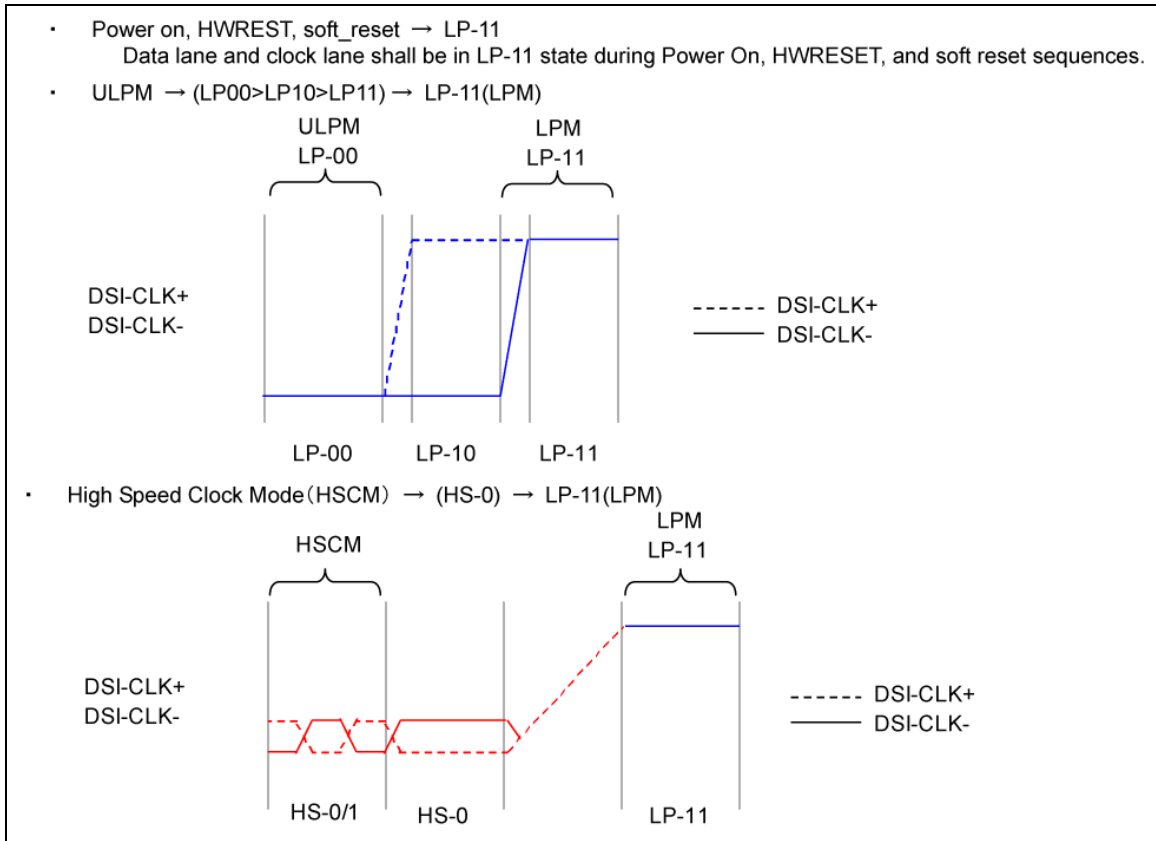 · Power on, HWREST, soft_reset → LP-11
Data lane and clock lane shall be in LP-11 state during Power On, HWRESET, and soft reset sequences.
· ULPM → (LP00>LP10>LP11) → LP-11(LPM)
ULPM LPM
LP-00 LP-11
DSI-CLK+ DSI-CLK+
DSI-CLK- DSI-CLK-
LP-00 LP-10 LP-11
· High Speed Clock Mode(HSCM) → (HS-0) → LP-11(LPM)
LPM
HSCM LP-11
DSI-CLK+ DSI-CLK+
DSI-CLK- DSI-CLK-
HS-0/1 HS-0 LP-11